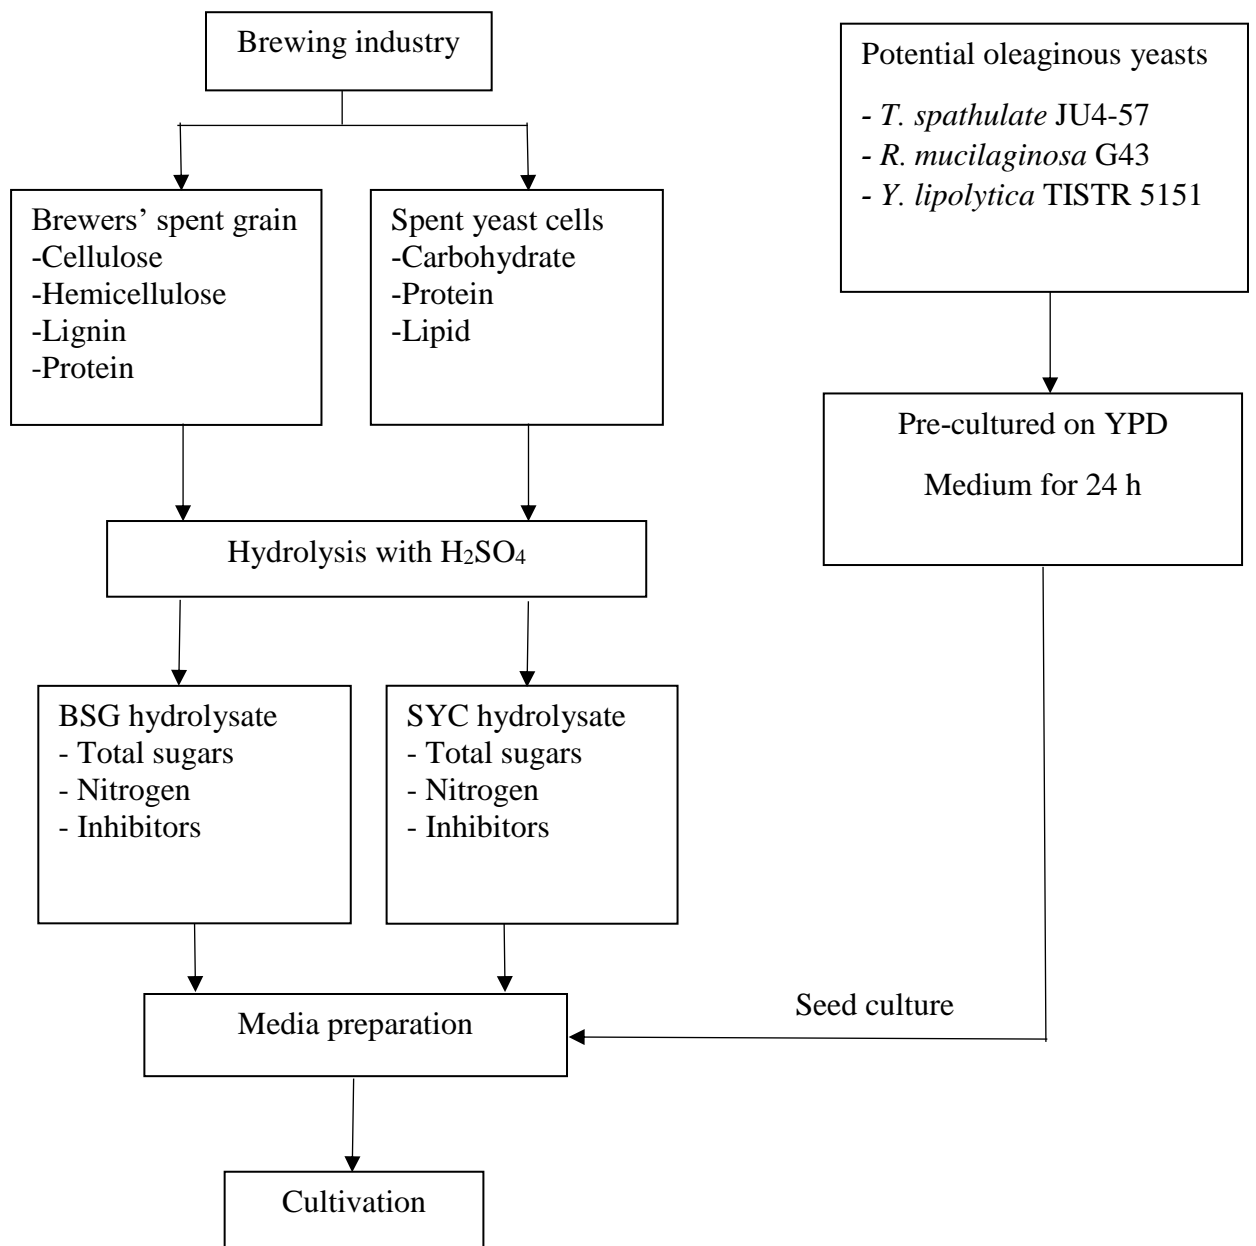 Brewing industry
Potential oleaginous yeasts
- T. spathulate JU4-57
- R. mucilaginosa G43
- Y. lipolytica TISTR 5151
Brewers’ spent grain
-Cellulose
-Hemicellulose
-Lignin
-Protein
Spent yeast cells
-Carbohydrate
-Protein
-Lipid
Pre-cultured on YPD
Medium for 24 h
Hydrolysis with H₂SO₄
BSG hydrolysate
- Total sugars
- Nitrogen
- Inhibitors
SYC hydrolysate
- Total sugars
- Nitrogen
- Inhibitors
Seed culture
Media preparation
Cultivation